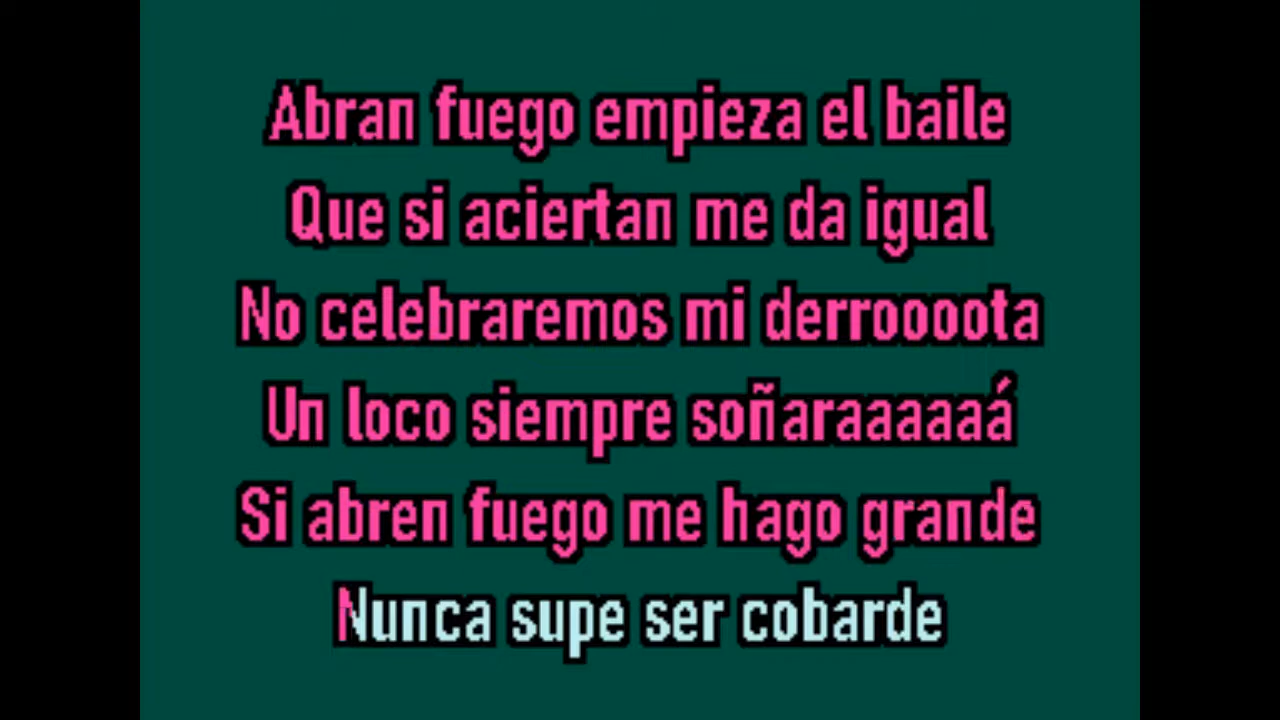 Abran fuego empieza el baile
Que si aciertan me da igual
No celebraremos mi derroooota
Un loco siempre soñaraaaaaá
Si abren fuego me hago grande
Nunca supe ser cobarde